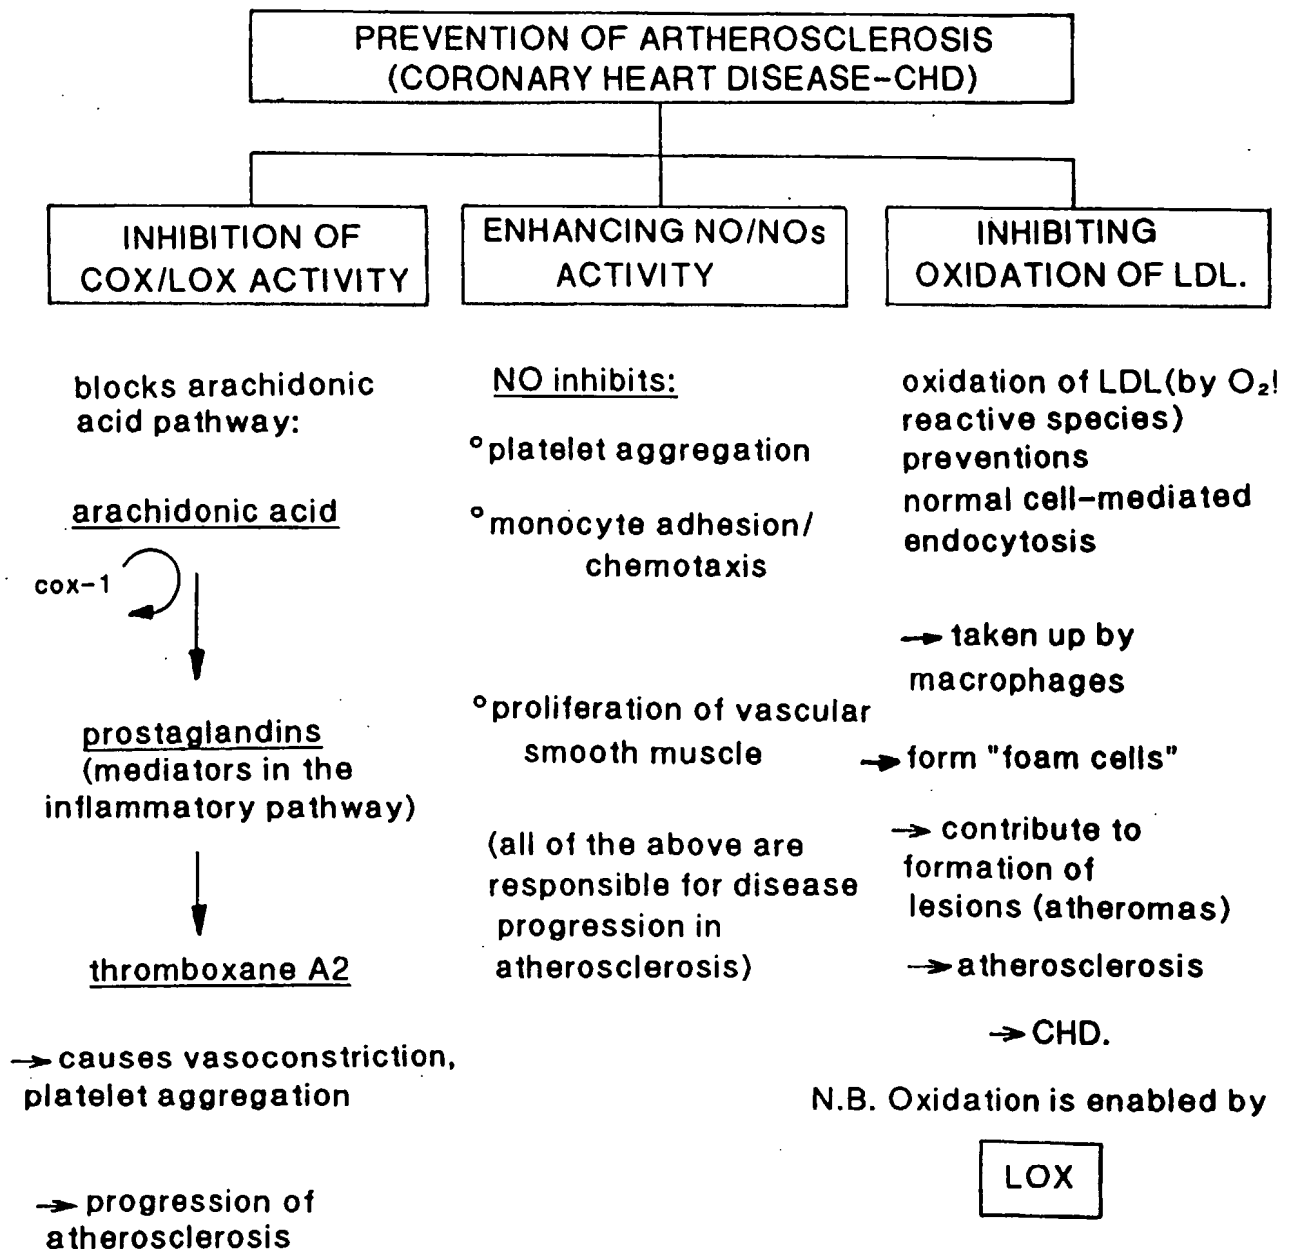 PREVENTION OF ARTHEROSCLEROSIS
(CORONARY HEART DISEASE-CHD)
INHIBITION OF
COX/LOX ACTIVITY
blocks arachidonic
acid pathway:
arachidonic acid
cox-1
prostaglandins
(mediators in the
inflammatory pathway)
thromboxane A2
→ causes vasoconstriction,
platelet aggregation
→ progression of
atherosclerosis
ENHANCING NO/NOs
ACTIVITY
NO inhibits:
°platelet aggregation
°monocyte adhesion/
chemotaxis
°proliferation of vascular
smooth muscle
(all of the above are
responsible for disease
progression in
atherosclerosis)
INHIBITING
OXIDATION OF LDL.
oxidation of LDL(by O₂!
reactive species)
preventions
normal cell-mediated
endocytosis
→ taken up by
macrophages
→ form "foam cells"
→ contribute to
formation of
lesions (atheromas)
→ atherosclerosis
→ CHD.
N.B. Oxidation is enabled by
LOX